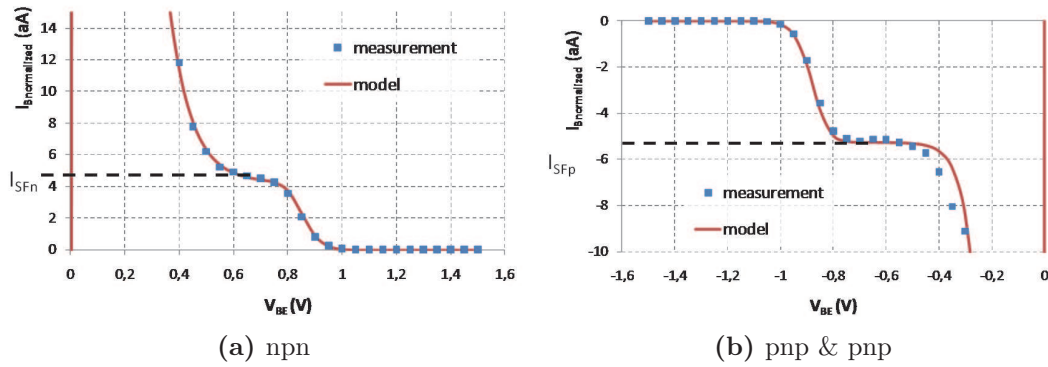 I_Bnormalized (aA)
14
12
10
8
6
4
2
0
I_SFn
measurement
model
0 0,2 0,4 0,6 0,8 1 1,2 1,4 1,6
V_BE (V)
(a) npn
I_Bnormalized (aA)
0
-2
-4
-6
-8
-10
I_SFp
measurement
model
-1,6 -1,4 -1,2 -1 -0,8 -0,6 -0,4 -0,2 0
V_BE (V)
(b) pnp & pnp